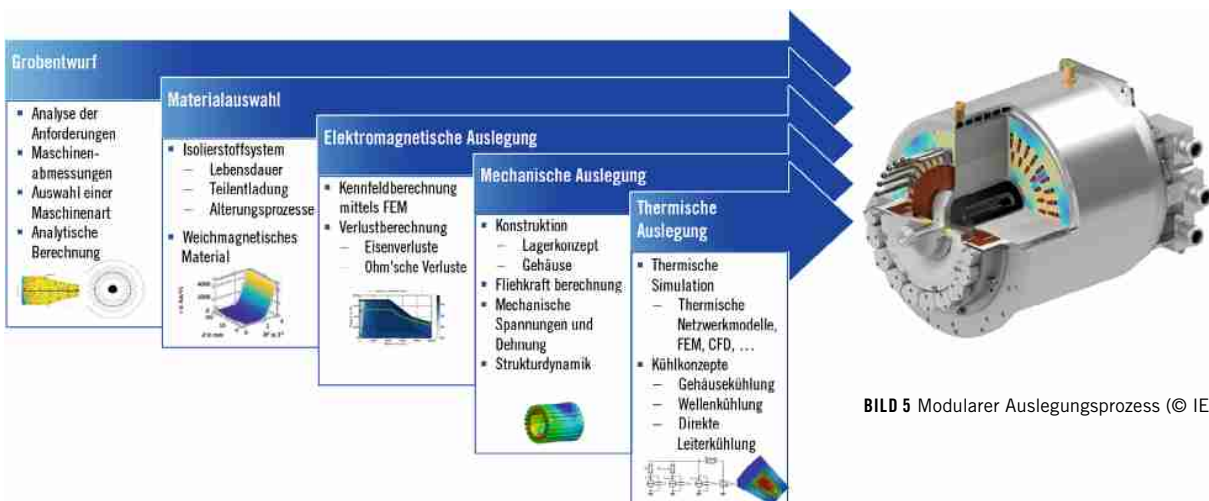 Grobentwurf
▪ Analyse der
Anforderungen
▪ Maschinen-
abmessungen
▪ Auswahl einer
Maschinenart
▪ Analytische
Berechnung
Materialauswahl
▪ Isolierstoffsystem
– Lebensdauer
– Teilentladung
– Alterungsprozesse
▪ Weichmagnetisches
Material
4000
2000
0
Elektromagnetische Auslegung
▪ Kennfeldberechnung
mittels FEM
▪ Verlustberechnung
– Eisenverluste
– Ohm'sche Verluste
Mechanische Auslegung
▪ Konstruktion
– Lagerkonzept
– Gehäuse
▪ Fliehkraft berechnung
▪ Mechanische
Spannungen und
Dehnung
▪ Strukturdynamik
Thermische
Auslegung
▪ Thermische
Simulation
– Thermische
Netzwerkmodelle,
FEM, CFD, …
▪ Kühlkonzepte
– Gehäusekühlung
– Wellenkühlung
– Direkte
Leiterkühlung
BILD 5 Modularer Auslegungsprozess (© IE